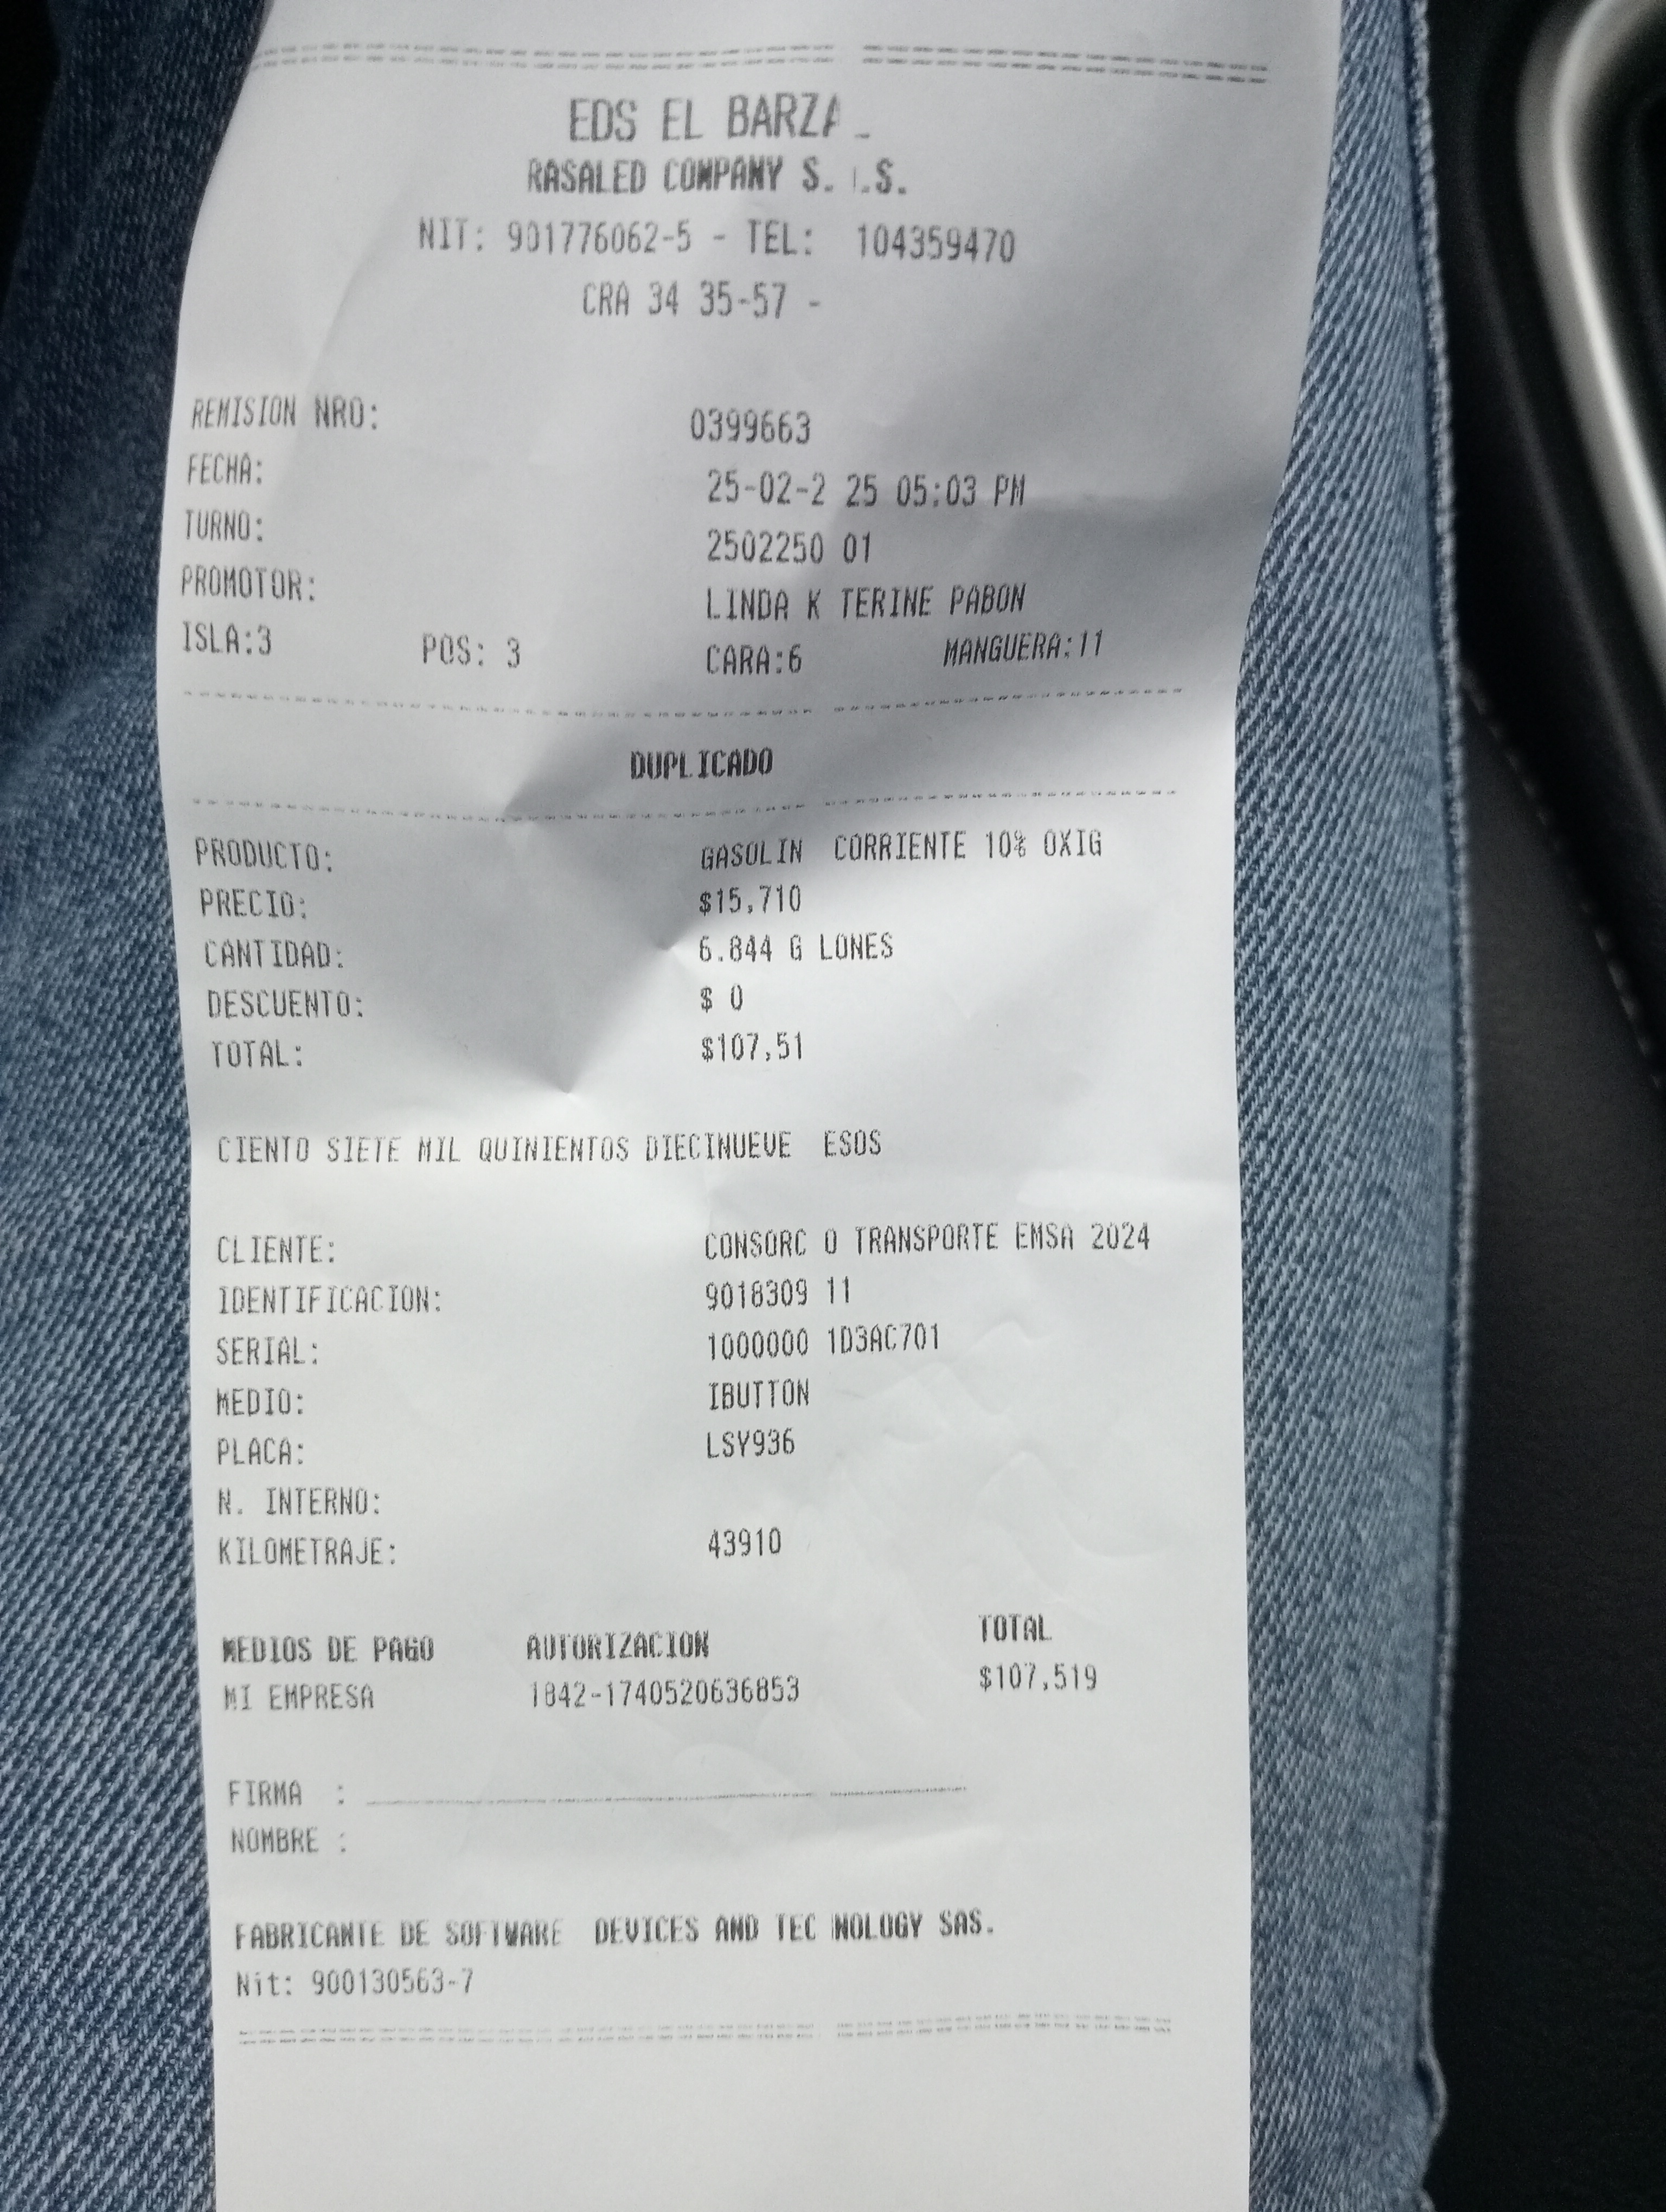 EDS EL BARZA
RASALED COMPANY S. .S.
NIT: 901776062-5 - TEL: 104359470
CRA 34 35-57 -
REMISION NRO: 0399663
FECHA: 25-02-2 25 05:03 PM
TURNO: 2502250 01
PROMOTOR: LINDA K TERINE PABON
ISLA:3 POS: 3 CARA:6 MANGUERA:11
DUPLICADO
PRODUCTO: GASOLIN CORRIENTE 10% OXIG
PRECIO: $15,710
CANTIDAD: 6.844 G LONES
DESCUENTO: $ 0
TOTAL: $107,51
CIENTO SIETE MIL QUINIENTOS DIECINUEVE ESOS
CLIENTE: CONSORC O TRANSPORTE EMSA 2024
IDENTIFICACION: 9018309 11
SERIAL: 1000000 1D3AC701
MEDIO: IBUTTON
PLACA: LSY936
N. INTERNO:
KILOMETRAJE: 43910
MEDIOS DE PAGO AUTORIZACION TOTAL
MI EMPRESA 1842-1740520636853 $107,519
FIRMA :
NOMBRE :
FABRICANTE DE SOFTWARE DEVICES AND TEC NOLOGY SAS.
Nit: 900130563-7